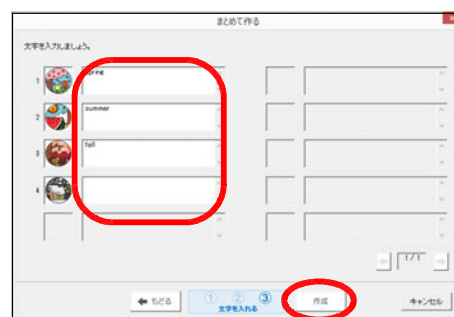 まとめて作る
文字を入力しましょう。
1
spring
2
summer
3
fall
4
1/1
もどる
① ② ③
文字を入れる
作成
キャンセル